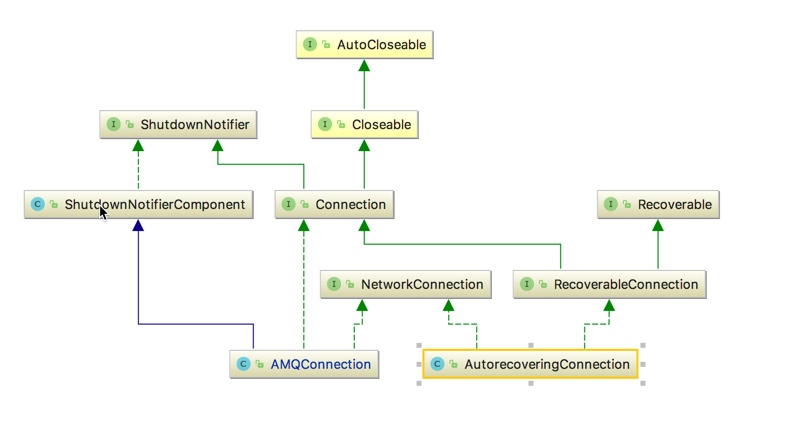 I AutoCloseable
I ShutdownNotifier
I Closeable
C ShutdownNotifierComponent
I Connection
I Recoverable
I NetworkConnection
I RecoverableConnection
C AMQConnection
C AutorecoveringConnection